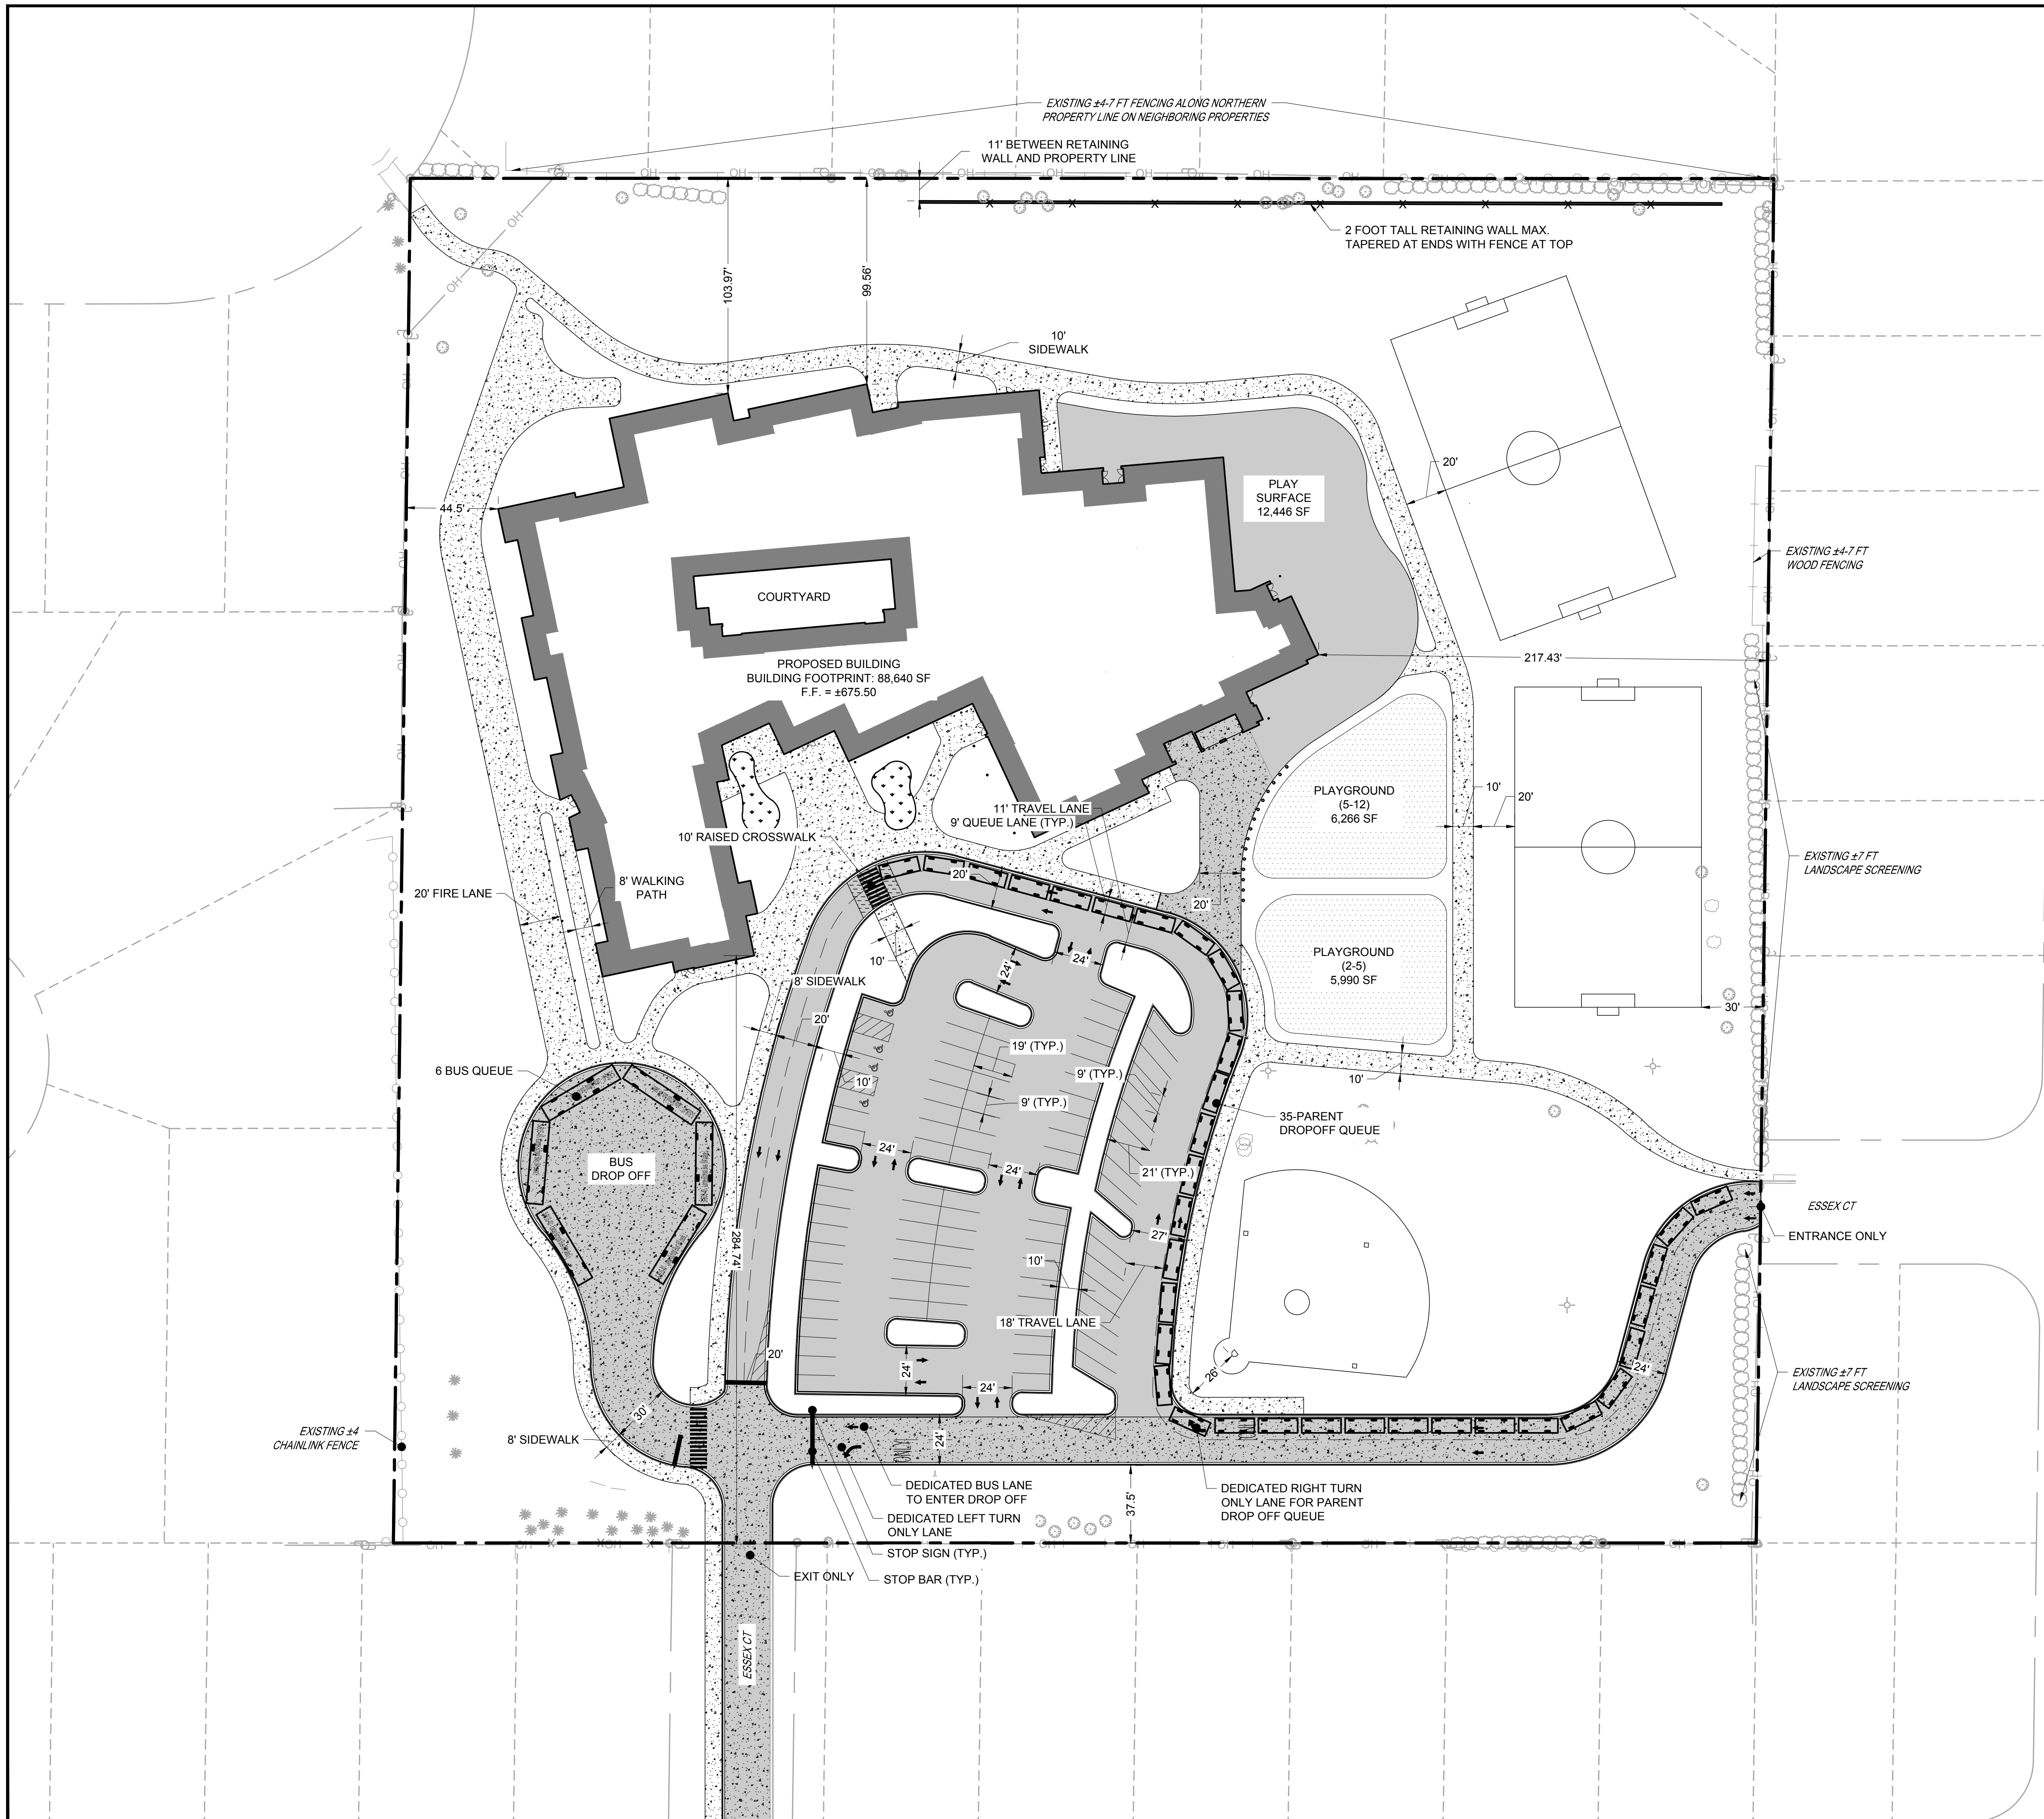 EXISTING ±4-7 FT FENCING ALONG NORTHERN
PROPERTY LINE ON NEIGHBORING PROPERTIES
11' BETWEEN RETAINING
WALL AND PROPERTY LINE
2 FOOT TALL RETAINING WALL MAX.
TAPERED AT ENDS WITH FENCE AT TOP
103.97'
99.56'
10'
SIDEWALK
20'
PLAY
SURFACE
12,446 SF
44.5'
EXISTING ±4-7 FT
WOOD FENCING
COURTYARD
217.43'
PROPOSED BUILDING
BUILDING FOOTPRINT: 88,640 SF
F.F. = ±675.50
PLAYGROUND
(5-12)
6,266 SF
10'
20'
11' TRAVEL LANE
9' QUEUE LANE (TYP.)
10' RAISED CROSSWALK
EXISTING ±7 FT
LANDSCAPE SCREENING
20' FIRE LANE
8' WALKING
PATH
20'
20'
PLAYGROUND
(2-5)
5,990 SF
10'
24'
24'
8' SIDEWALK
30'
20'
19' (TYP.)
6 BUS QUEUE
10'
9' (TYP.)
9' (TYP.)
10'
35-PARENT
DROPOFF QUEUE
24'
24'
21' (TYP.)
BUS
DROP OFF
ESSEX CT
ENTRANCE ONLY
284.74'
27'
10'
18' TRAVEL LANE
20'
24'
26'
24'
EXISTING ±7 FT
LANDSCAPE SCREENING
24'
30'
EXISTING ±4
CHAINLINK FENCE
8' SIDEWALK
24'
DEDICATED BUS LANE
TO ENTER DROP OFF
DEDICATED RIGHT TURN
ONLY LANE FOR PARENT
DROP OFF QUEUE
37.5'
DEDICATED LEFT TURN
ONLY LANE
STOP SIGN (TYP.)
EXIT ONLY
STOP BAR (TYP.)
ESSEX CT